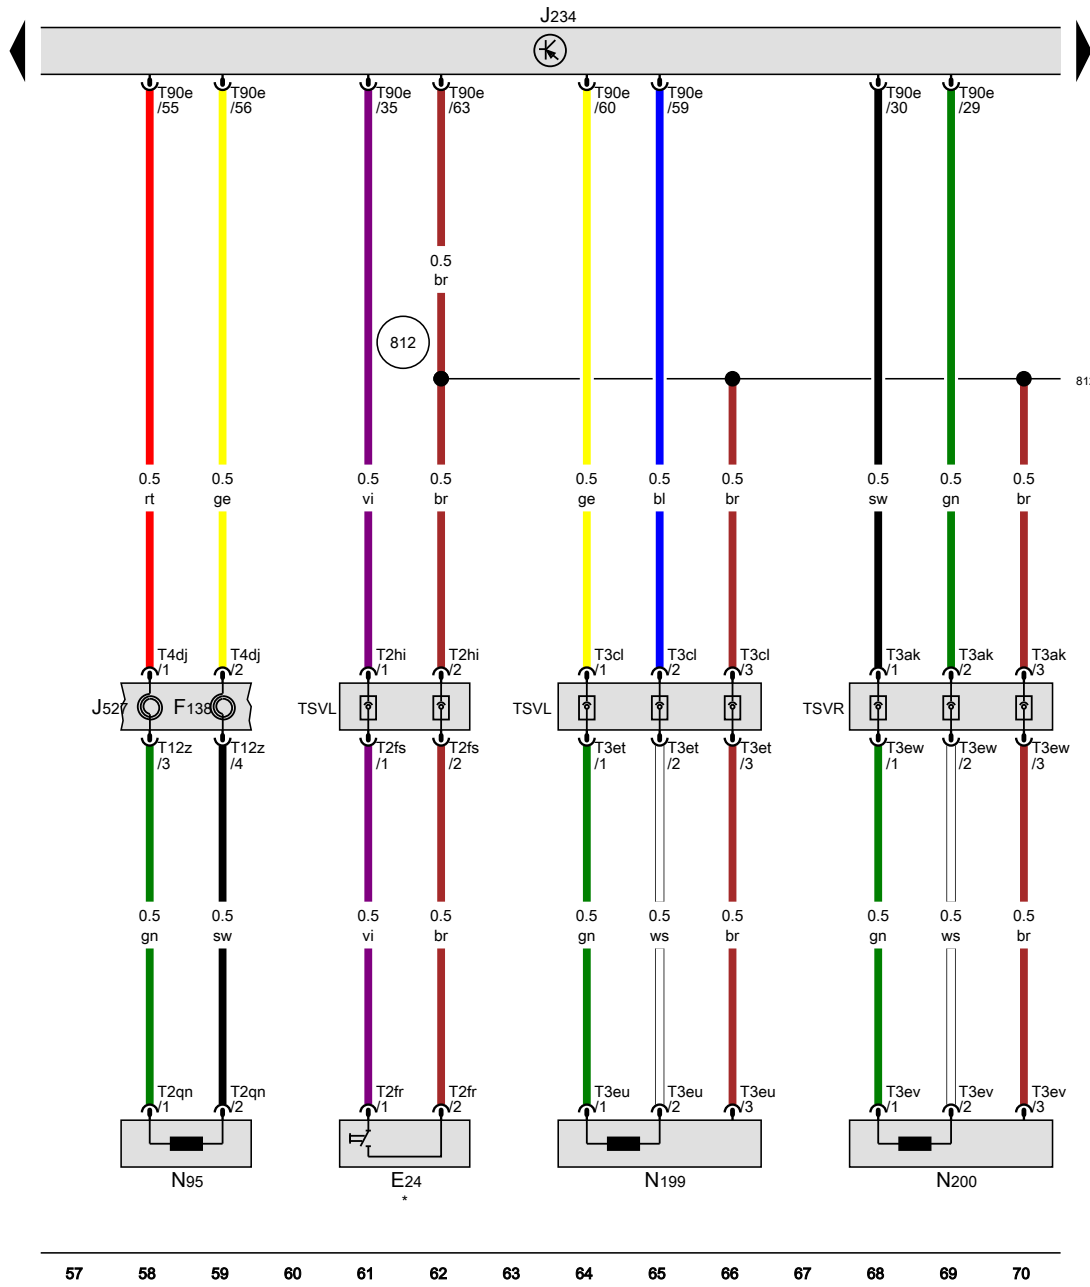 J234
T90e
/55
T90e
/56
T90e
/35
T90e
/63
T90e
/60
T90e
/59
T90e
/30
T90e
/29
0.5
br
812
0.5
rt
0.5
ge
0.5
vi
0.5
br
0.5
ge
0.5
bl
0.5
br
0.5
sw
0.5
gn
0.5
br
T4dj
/1
T4dj
/2
T2hi
/1
T2hi
/2
T3cl
/1
T3cl
/2
T3cl
/3
T3ak
/1
T3ak
/2
T3ak
/3
J527
F138
TSVL
TSVL
TSVR
T12z
/3
T12z
/4
T2fs
/1
T2fs
/2
T3et
/1
T3et
/2
T3et
/3
T3ew
/1
T3ew
/2
T3ew
/3
0.5
gn
0.5
sw
0.5
vi
0.5
br
0.5
gn
0.5
ws
0.5
br
0.5
gn
0.5
ws
0.5
br
T2qn
/1
T2qn
/2
T2fr
/1
T2fr
/2
T3eu
/1
T3eu
/2
T3eu
/3
T3ev
/1
T3ev
/2
T3ev
/3
N95
E24
*
N199
N200
57 58 59 60 61 62 63 64 65 66 67 68 69 70